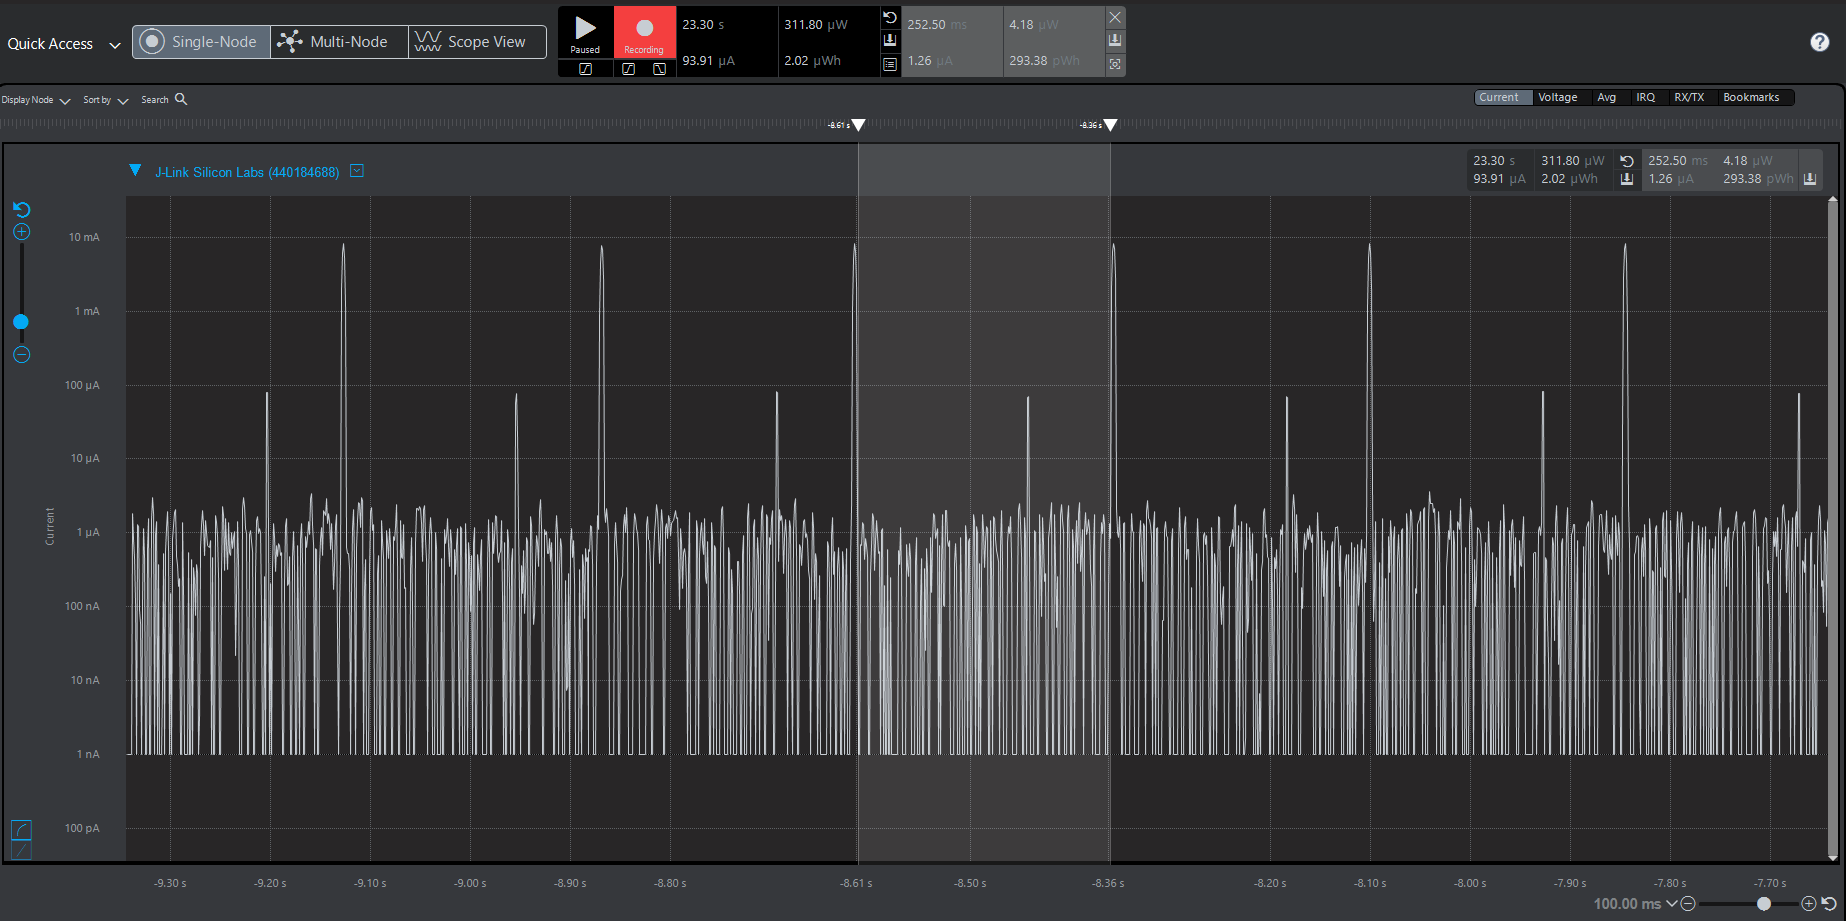 Quick Access
Single-Node
Multi-Node
Scope View
Paused
Recording
23.30 s
311.80 µW
93.91 µA
2.02 µWh
252.50 ms
4.18 µW
1.26 µA
293.38 pWh
Display Node
Sort by
Search
Current Voltage Avg IRQ RX/TX Bookmarks
-8.61 s
-8.36 s
J-Link Silicon Labs (440184688)
23.30 s 311.80 µW 252.50 ms 4.18 µW
93.91 µA 2.02 µWh 1.26 µA 293.38 pWh
10 mA
1 mA
100 µA
10 µA
1 µA
100 nA
10 nA
1 nA
100 pA
Current
-9.30 s -9.20 s -9.10 s -9.00 s -8.90 s -8.80 s -8.61 s -8.50 s -8.36 s -8.20 s -8.10 s -8.00 s -7.90 s -7.80 s -7.70 s
100.00 ms